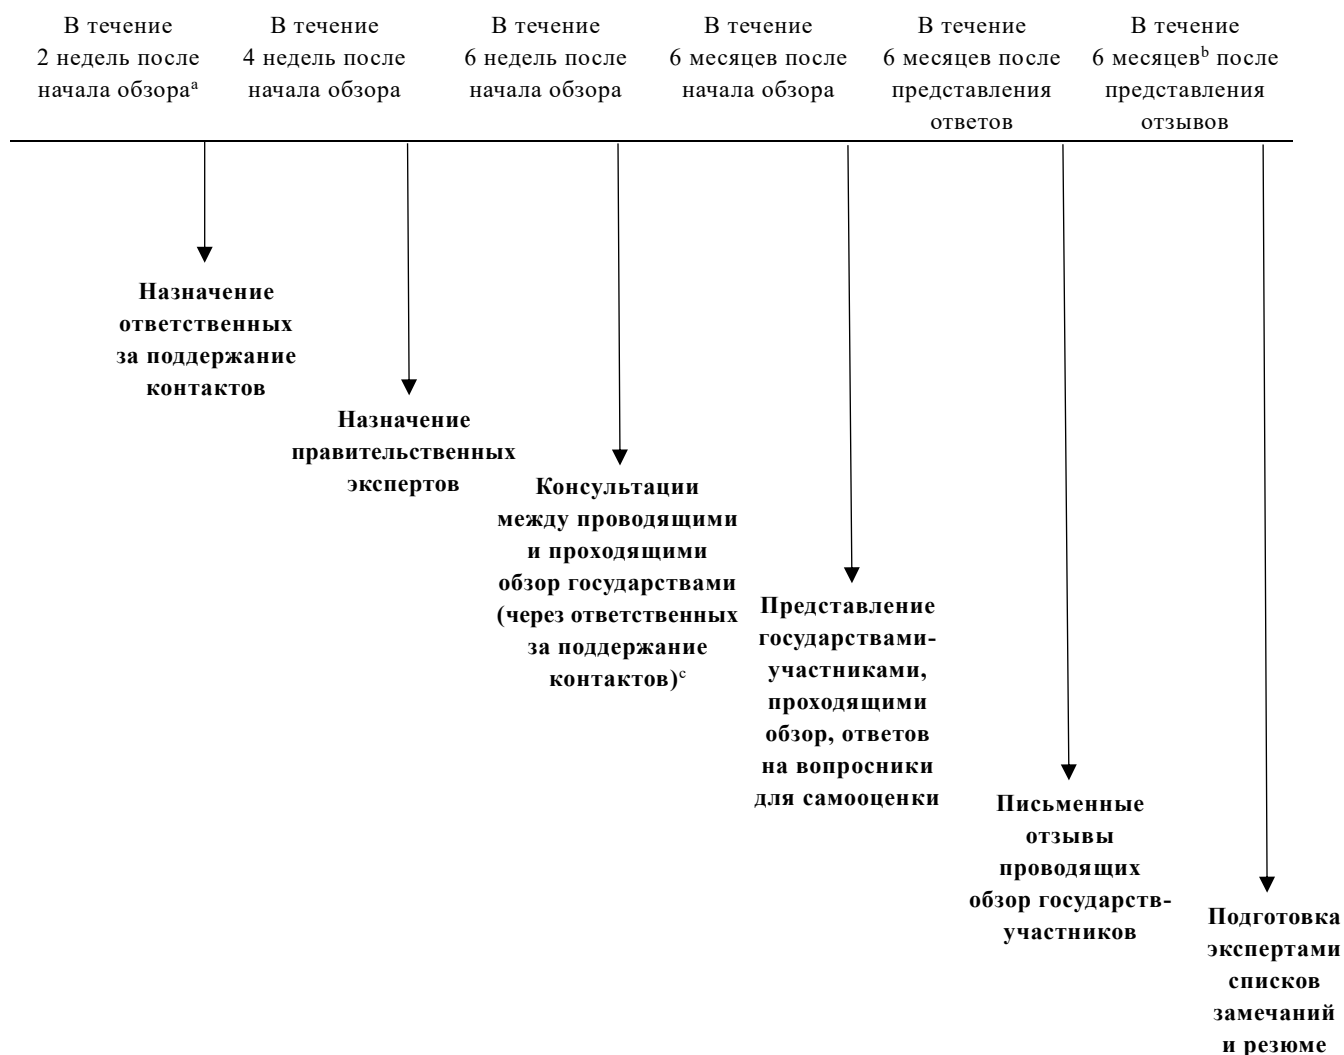 В течение
2 недель после
начала обзораᵃ
В течение
4 недель после
начала обзора
В течение
6 недель после
начала обзора
В течение
6 месяцев после
начала обзора
В течение
6 месяцев после
представления
ответов
В течение
6 месяцевᵇ после
представления
отзывов
Назначение
ответственных
за поддержание
контактов
Назначение
правительственных
экспертов
Консультации
между проводящими
и проходящими
обзор государствами
(через ответственных
за поддержание
контактов)ᶜ
Представление
государствами-
участниками,
проходящими
обзор, ответов
на вопросники
для самооценки
Письменные
отзывы
проводящих
обзор государств-
участников
Подготовка
экспертами
списков
замечаний
и резюме